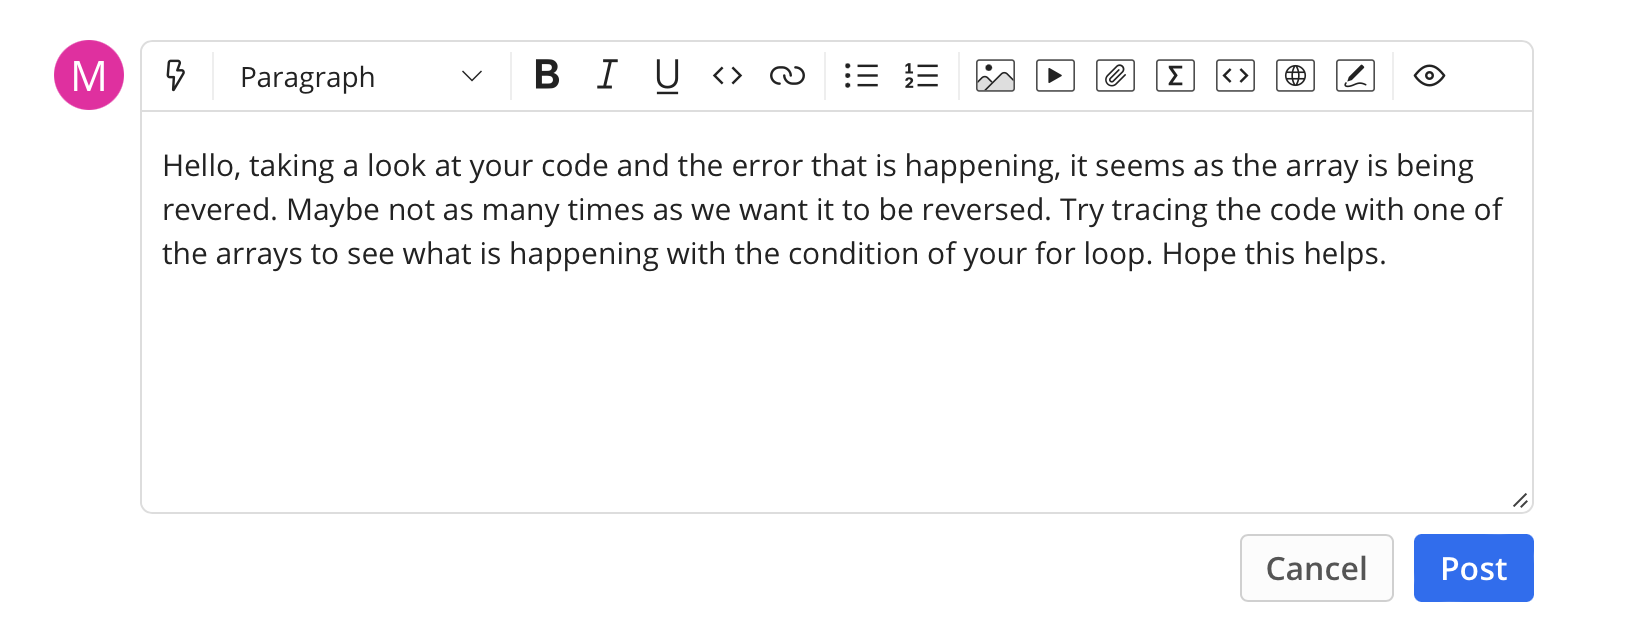 M
Paragraph B I U
Hello, taking a look at your code and the error that is happening, it seems as the array is being
revered. Maybe not as many times as we want it to be reversed. Try tracing the code with one of
the arrays to see what is happening with the condition of your for loop. Hope this helps.
Cancel Post